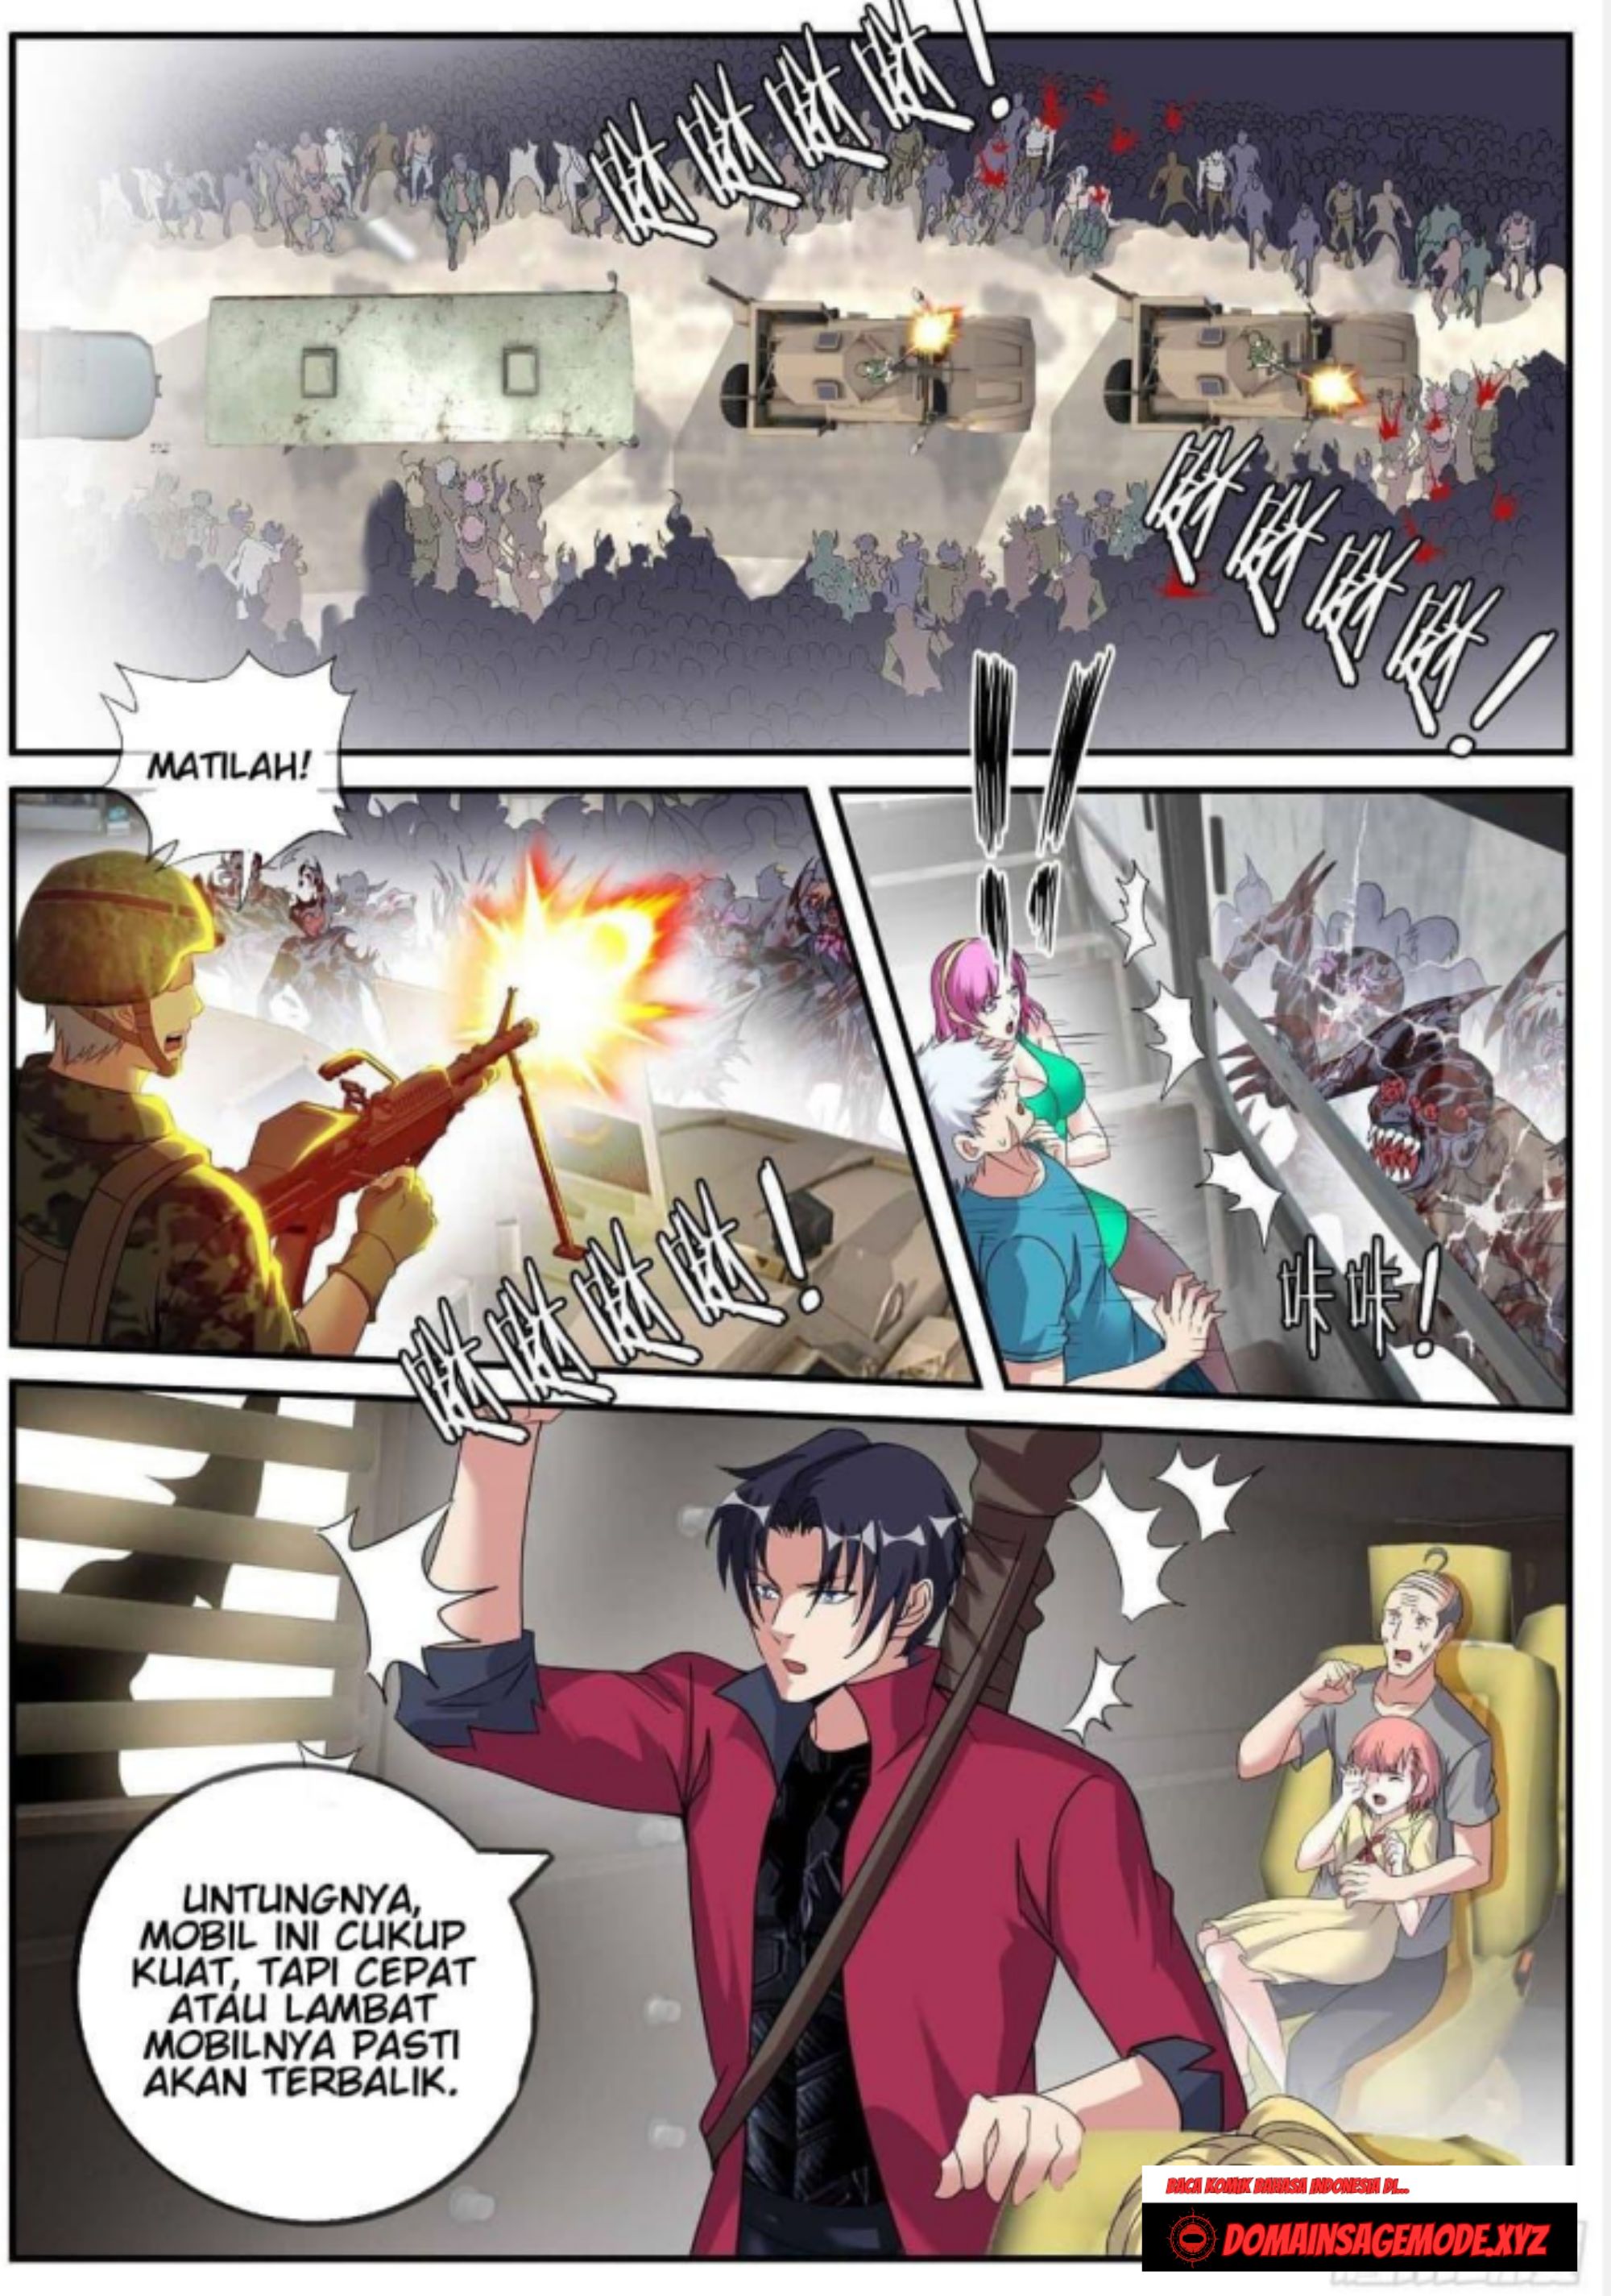 哒哒哒哒!
哒哒哒哒!
MATILAH!
哒哒哒哒!
咔咔!
UNTUNGNYA,
MOBIL INI CUKUP
KUAT, TAPI CEPAT
ATAU LAMBAT
MOBILNYA PASTI
AKAN TERBALIK.
BACA KOMIK BAHASA INDONESIA DI...
DOMAINSAGEMODE.XYZ